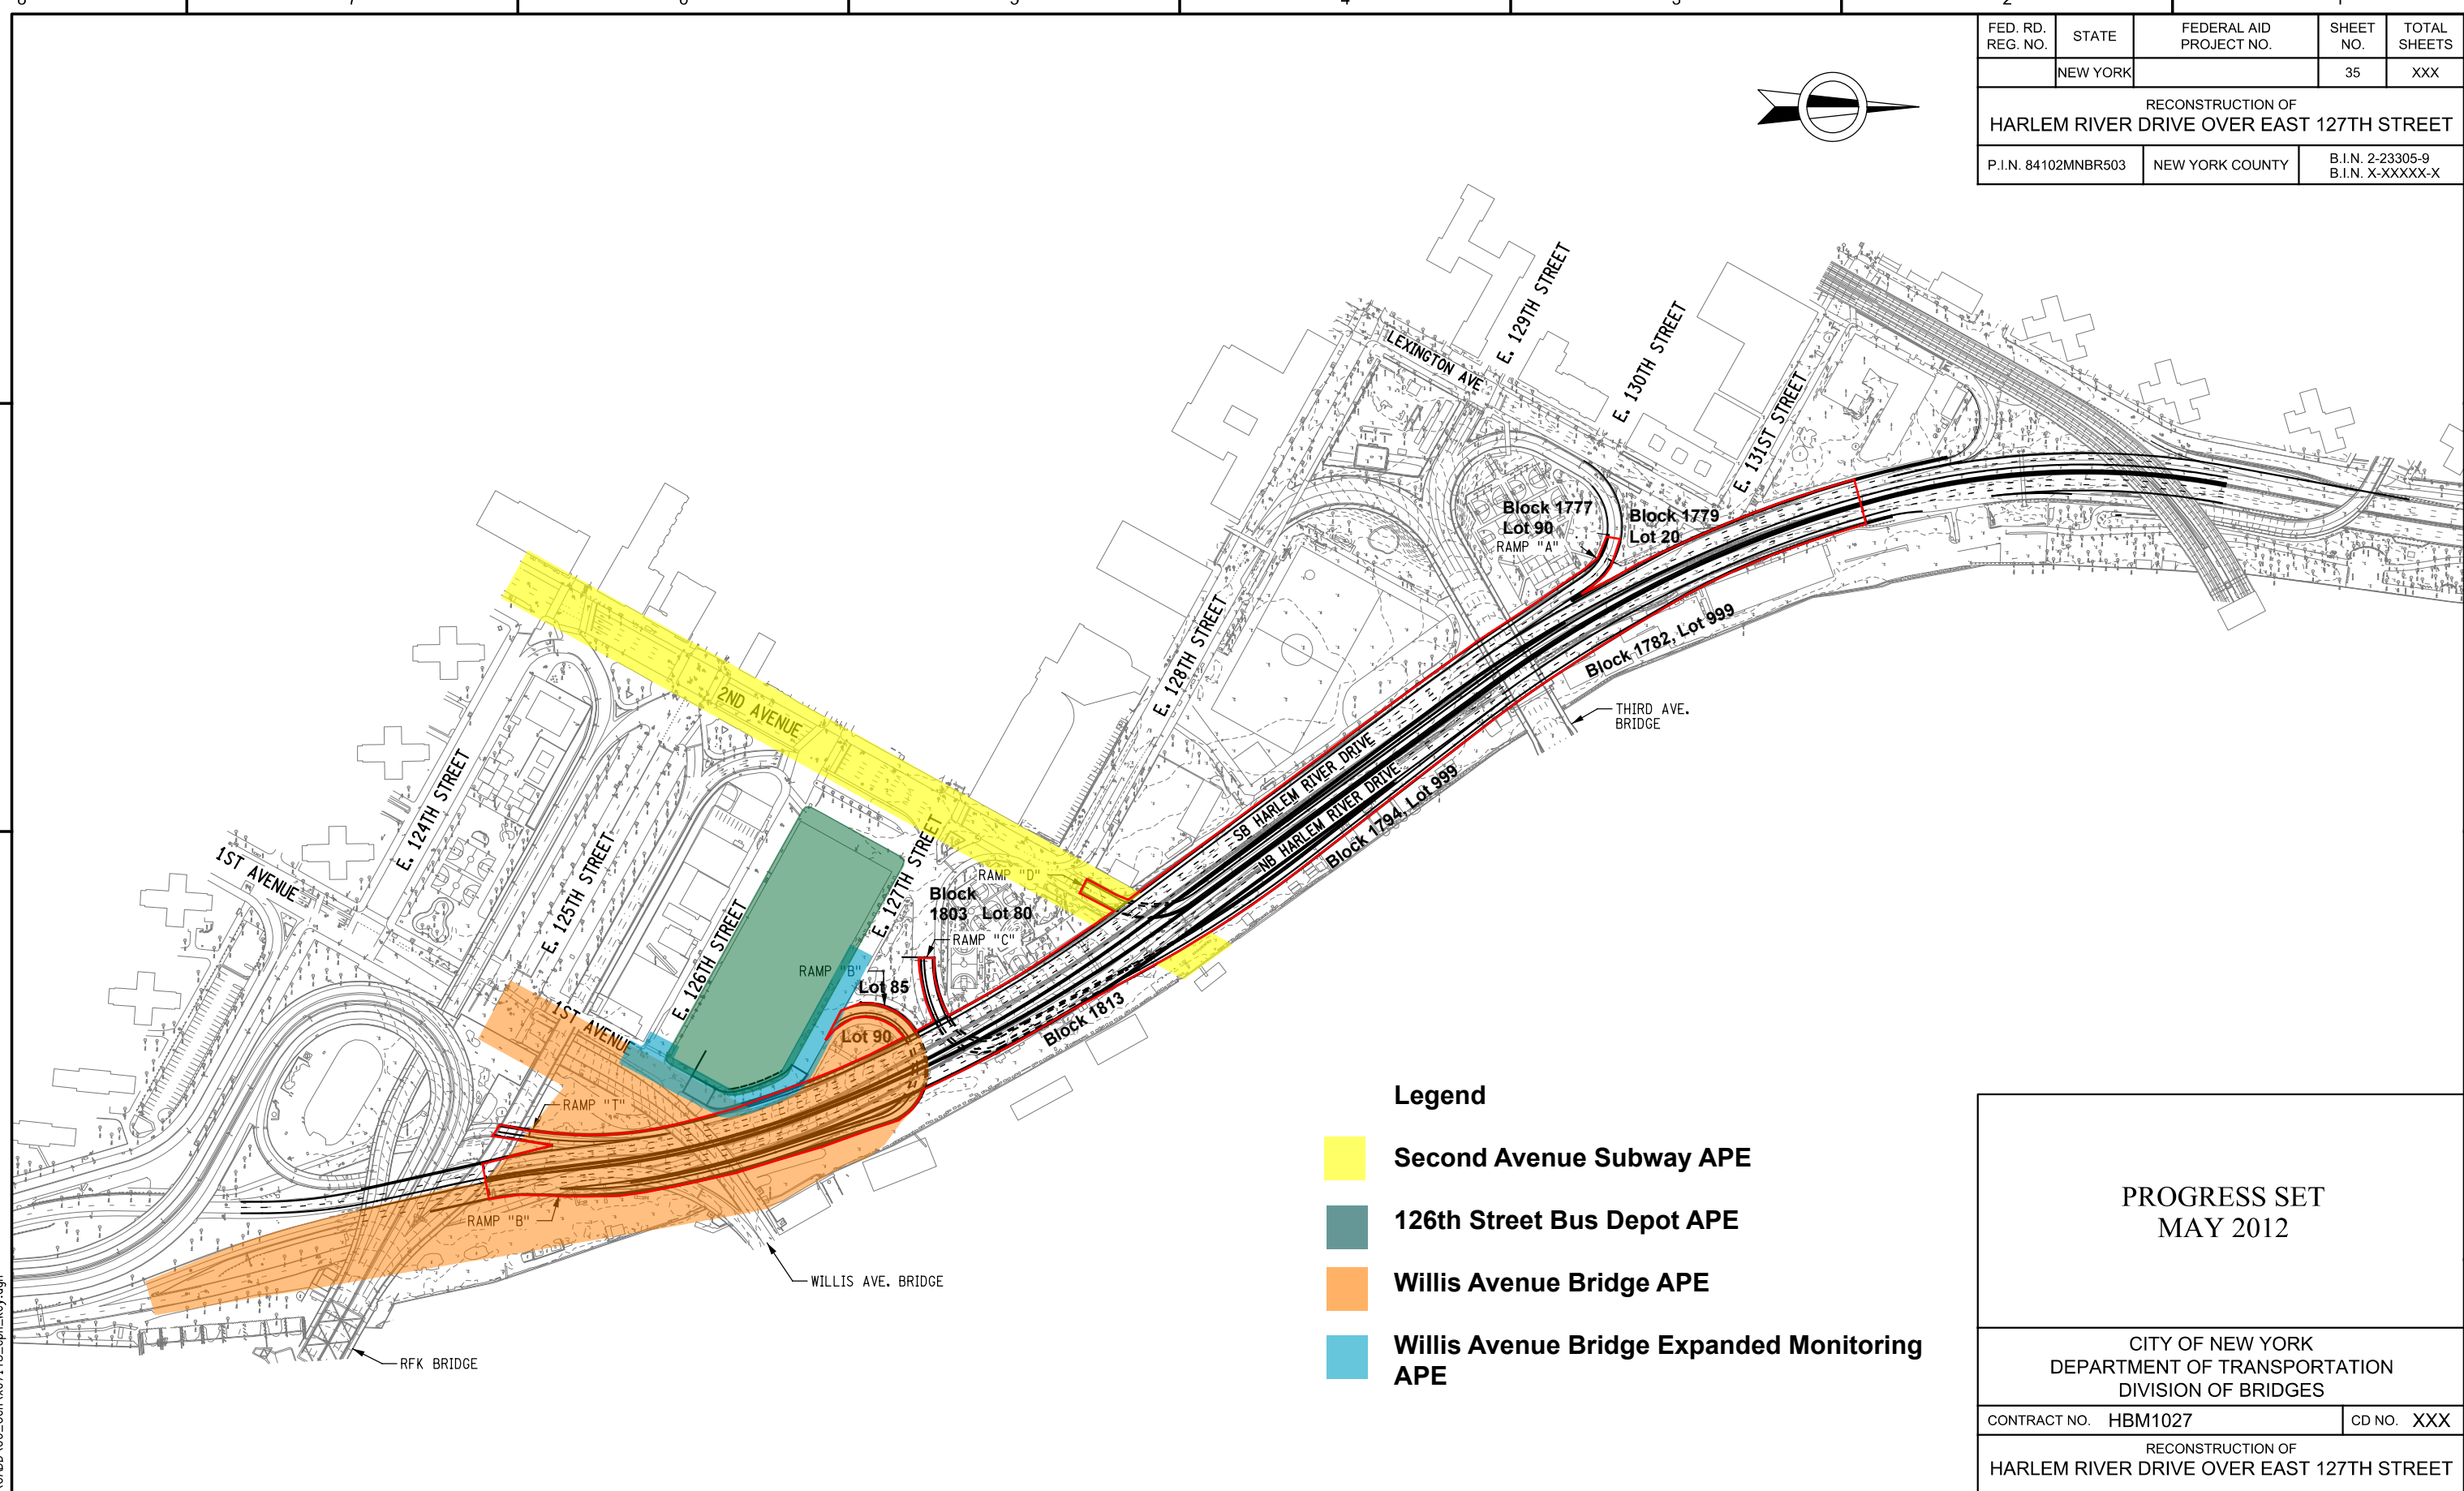 8 7 6 5 4 3 2 1
FED. RD. REG. NO.
STATE
FEDERAL AID PROJECT NO.
SHEET NO.
TOTAL SHEETS
NEW YORK
35
XXX
RECONSTRUCTION OF
HARLEM RIVER DRIVE OVER EAST 127TH STREET
P.I.N. 84102MNBR503
NEW YORK COUNTY
B.I.N. 2-23305-9
B.I.N. X-XXXXX-X
LEXINGTON AVE
E. 129TH STREET
E. 130TH STREET
E. 131ST STREET
Block 1777
Lot 90
RAMP "A"
Block 1779
Lot 20
Block 1782, Lot 999
THIRD AVE.
BRIDGE
E. 128TH STREET
2ND AVENUE
SB HARLEM RIVER DRIVE
NB HARLEM RIVER DRIVE
Block 1794, Lot 999
E. 124TH STREET
1ST AVENUE
E. 125TH STREET
E. 126TH STREET
E. 127TH STREET
RAMP "D"
Block
1803 Lot 80
RAMP "C"
RAMP "B"
Lot 85
Lot 90
Block 1813
1ST AVENUE
RAMP "T"
RAMP "B"
WILLIS AVE. BRIDGE
RFK BRIDGE
Legend
Second Avenue Subway APE
126th Street Bus Depot APE
Willis Avenue Bridge APE
Willis Avenue Bridge Expanded Monitoring
APE
PROGRESS SET
MAY 2012
CITY OF NEW YORK
DEPARTMENT OF TRANSPORTATION
DIVISION OF BRIDGES
CONTRACT NO. HBM1027
CD NO. XXX
RECONSTRUCTION OF
HARLEM RIVER DRIVE OVER EAST 127TH STREET